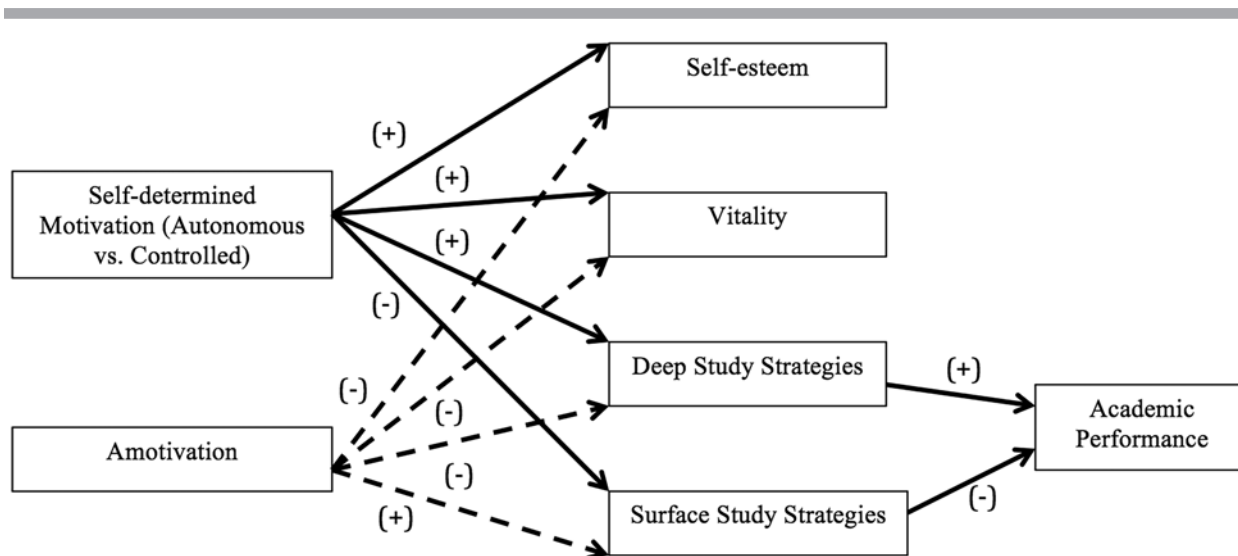 Self-esteem
(+)
Self-determined
Motivation (Autonomous
vs. Controlled)
(+)
Vitality
(+)
(-)
Deep Study Strategies
(+)
(-)
(-)
Academic
Performance
Amotivation
(-)
(+)
Surface Study Strategies
(-)